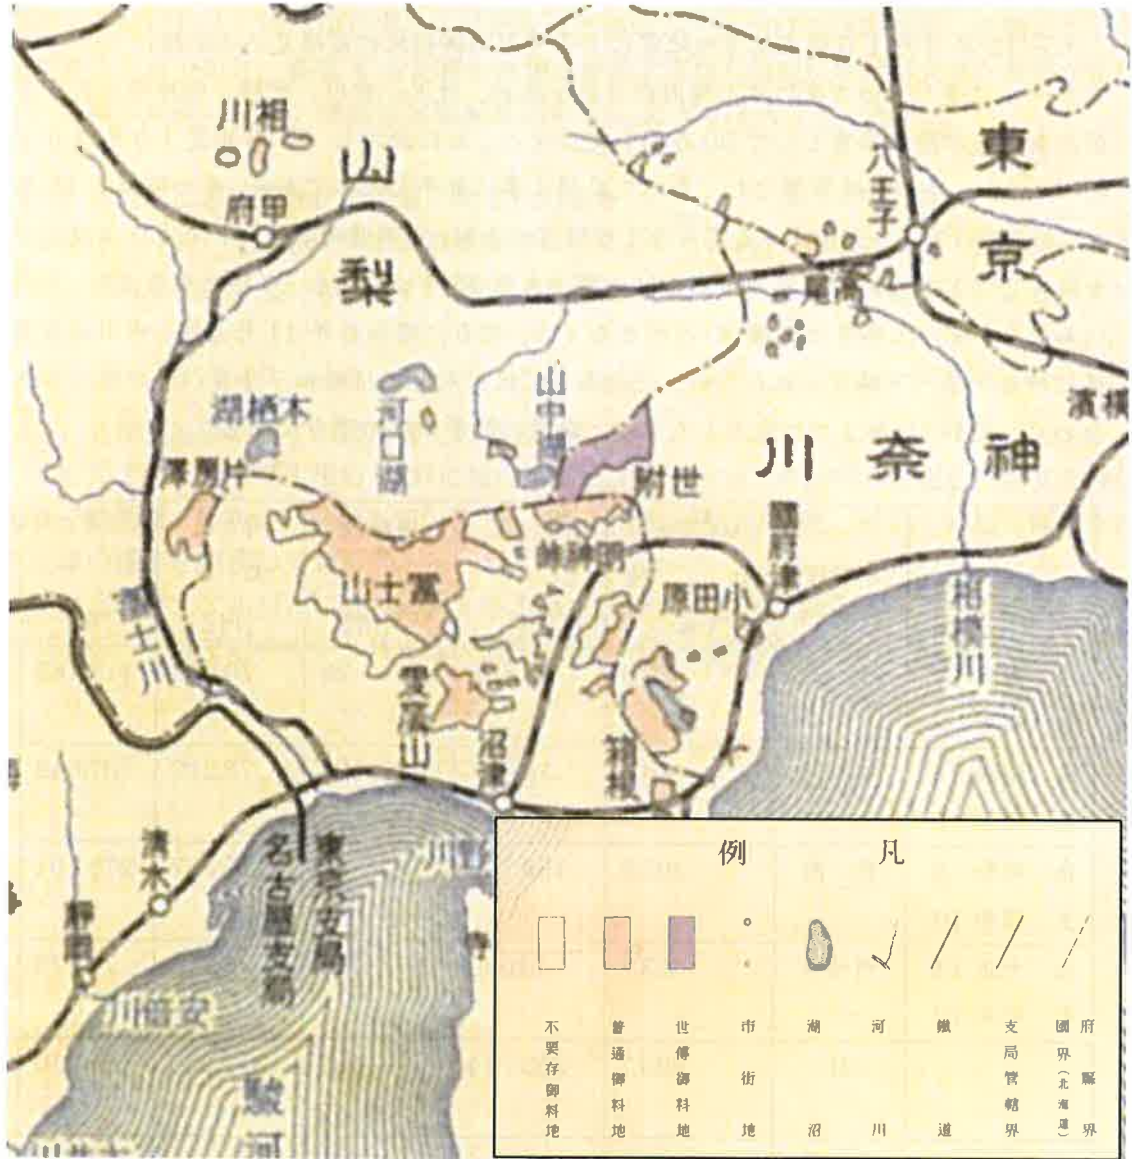 東京
八王子
高尾
相川
甲府
山梨
横濱
神奈川
山中湖
河口湖
本栖湖
片房澤
世附
明神峠
國府津
小田原
富士山
富士川
相模川
愛鷹山
箱根
沼津
清水
靜岡
東京支局
名古屋支局
野川
寺
安倍川
駿河
凡例
府縣界
國界(北海道)
支局管轄界
鐵道
河川
湖沼
市街地
世傳御料地
普通御料地
不要存御料地